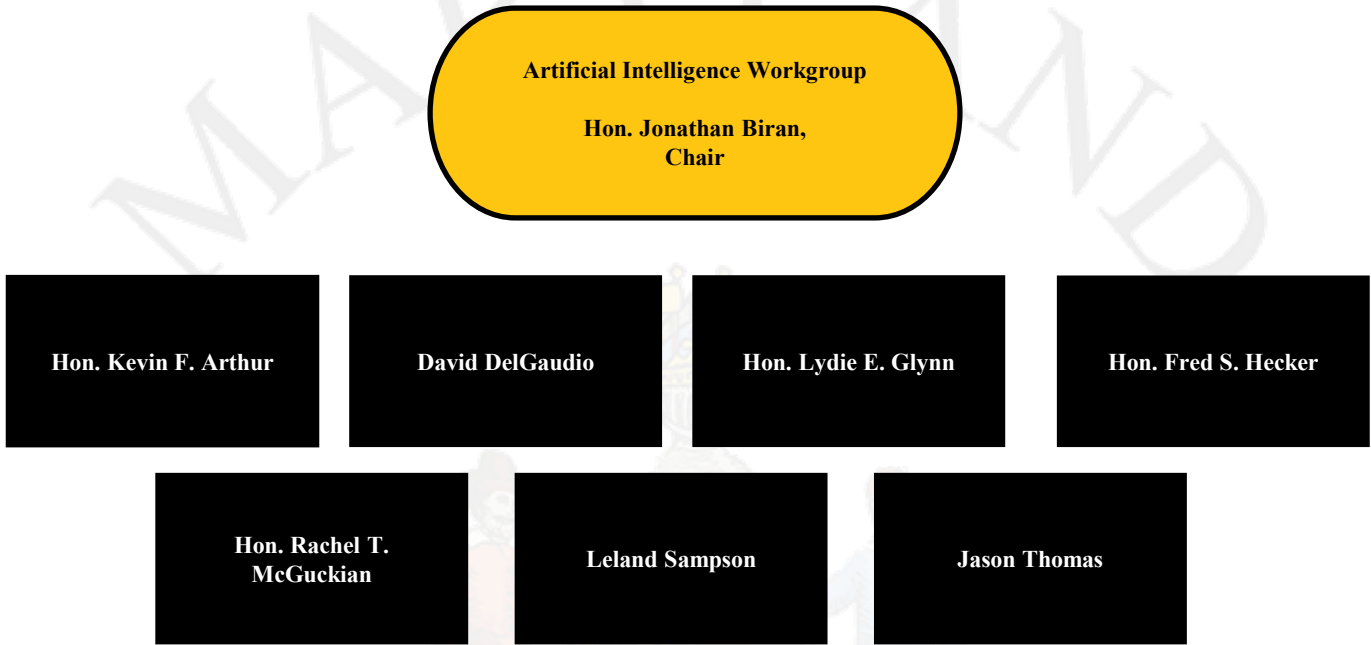 MARYLAND
Artificial Intelligence Workgroup
Hon. Jonathan Biran,
Chair
Hon. Kevin F. Arthur
David DelGaudio
Hon. Lydie E. Glynn
Hon. Fred S. Hecker
Hon. Rachel T.
McGuckian
Leland Sampson
Jason Thomas